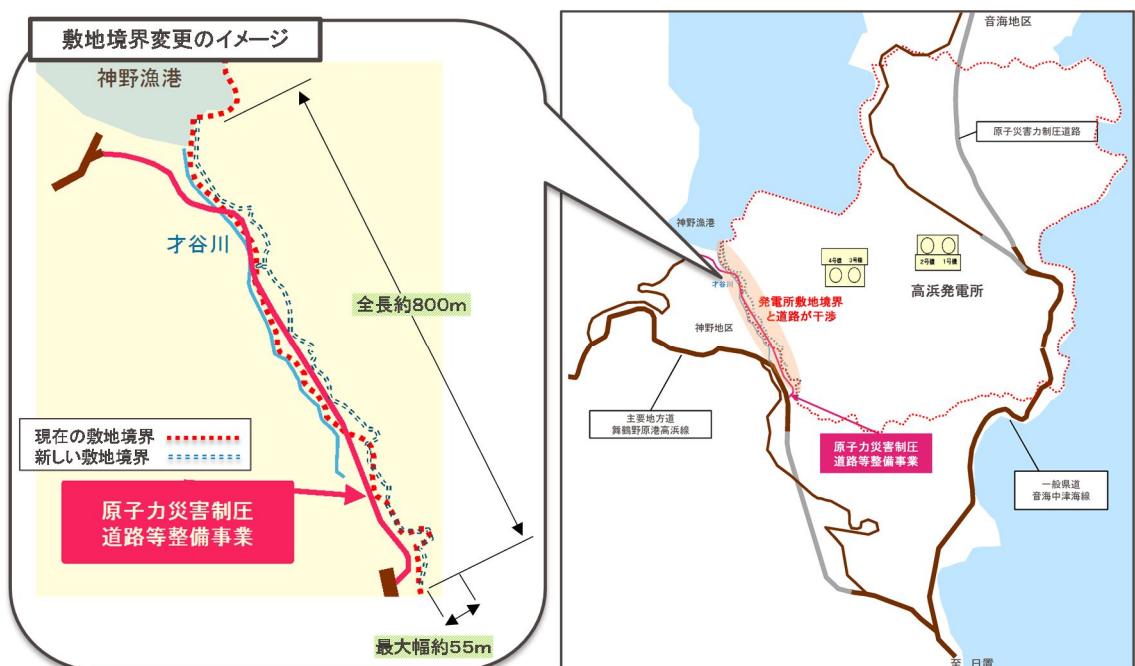 敷地境界変更のイメージ
神野漁港
才谷川
全長約800m
現在の敷地境界
新しい敷地境界
原子力災害制圧
道路等整備事業
最大幅約55m
音海地区
原子災害力制圧道路
神野漁港
才谷川
4号機 3号機
2号機 1号機
高浜発電所
発電所敷地境界
と道路が干渉
神野地区
主要地方道
舞鶴野原港高浜線
原子力災害制圧
道路等整備事業
一般県道
音海中津海線
至 日置